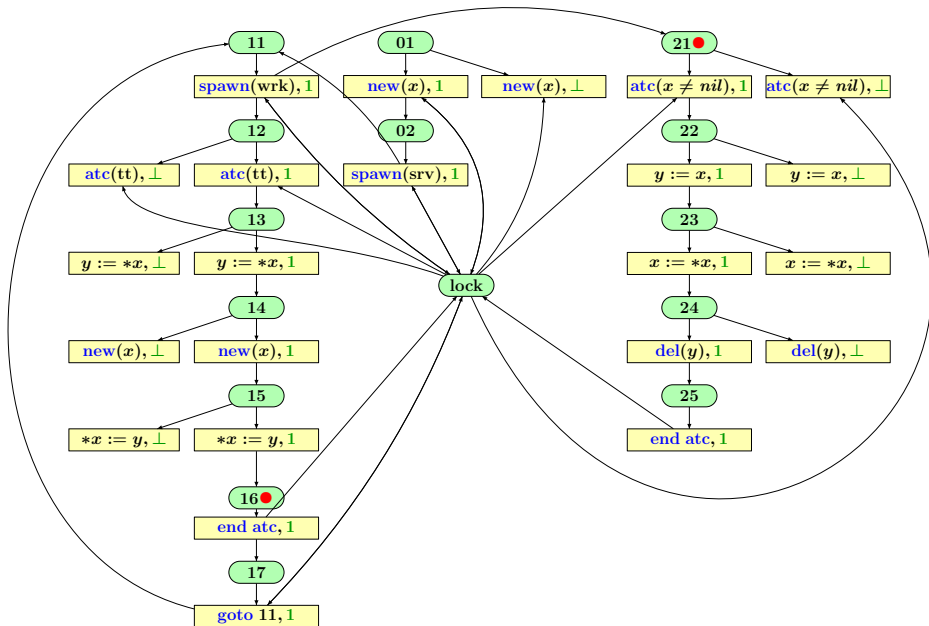 11
01
21
spawn(wrk), 1
new(x), 1
new(x), ⊥
atc(x ≠ nil), 1
atc(x ≠ nil), ⊥
12
02
22
atc(tt), ⊥
atc(tt), 1
spawn(srv), 1
y := x, 1
y := x, ⊥
13
23
y := *x, ⊥
y := *x, 1
x := *x, 1
x := *x, ⊥
lock
14
24
new(x), ⊥
new(x), 1
del(y), 1
del(y), ⊥
15
25
*x := y, ⊥
*x := y, 1
end atc, 1
16
end atc, 1
17
goto 11, 1